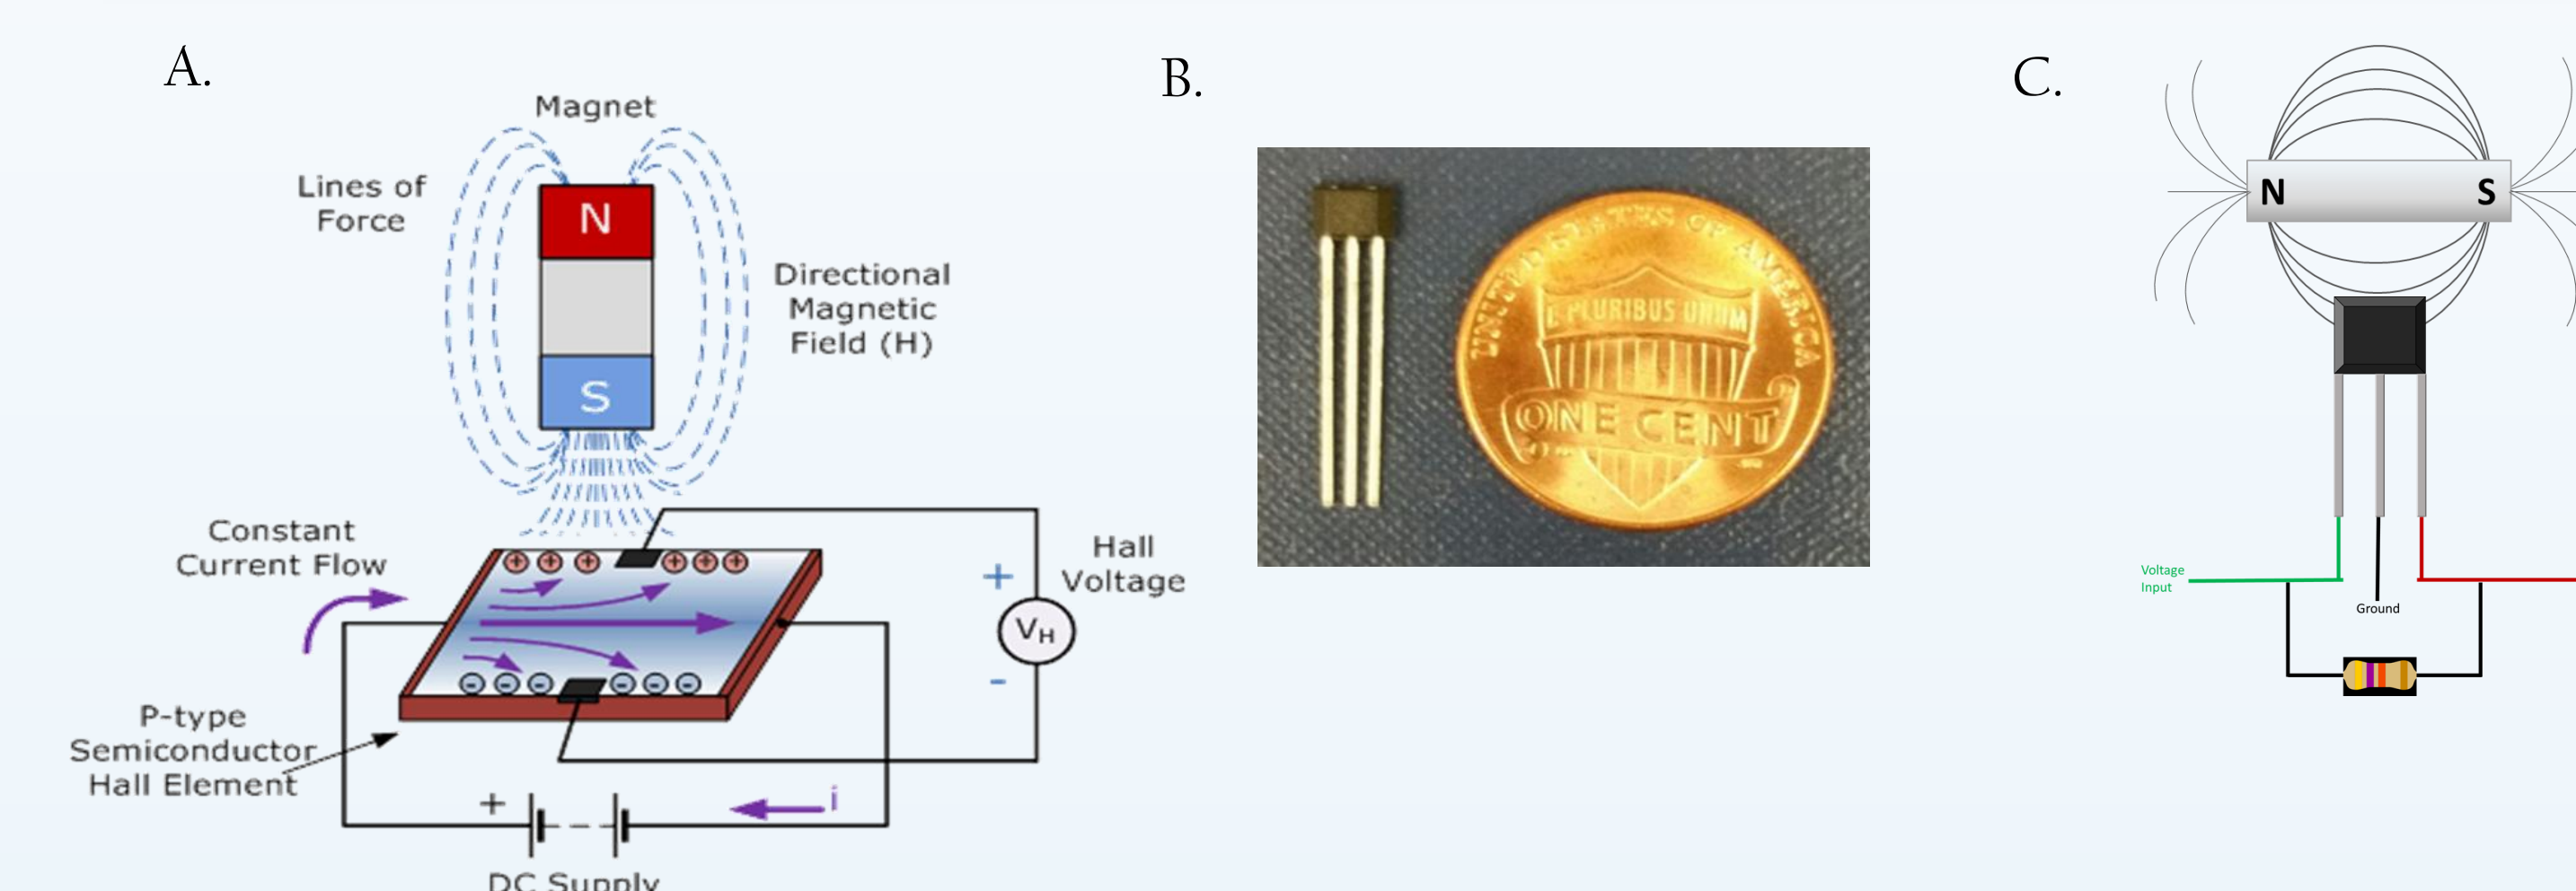 A.
Magnet
Lines of
Force
N
S
Directional
Magnetic
Field (H)
Constant
Current Flow
Hall
Voltage
+
VH
-
P-type
Semiconductor
Hall Element
+
i
DC Supply
B.
UNITED STATES OF AMERICA
E PLURIBUS UNUM
ONE CENT
C.
N
S
Voltage
Input
Ground